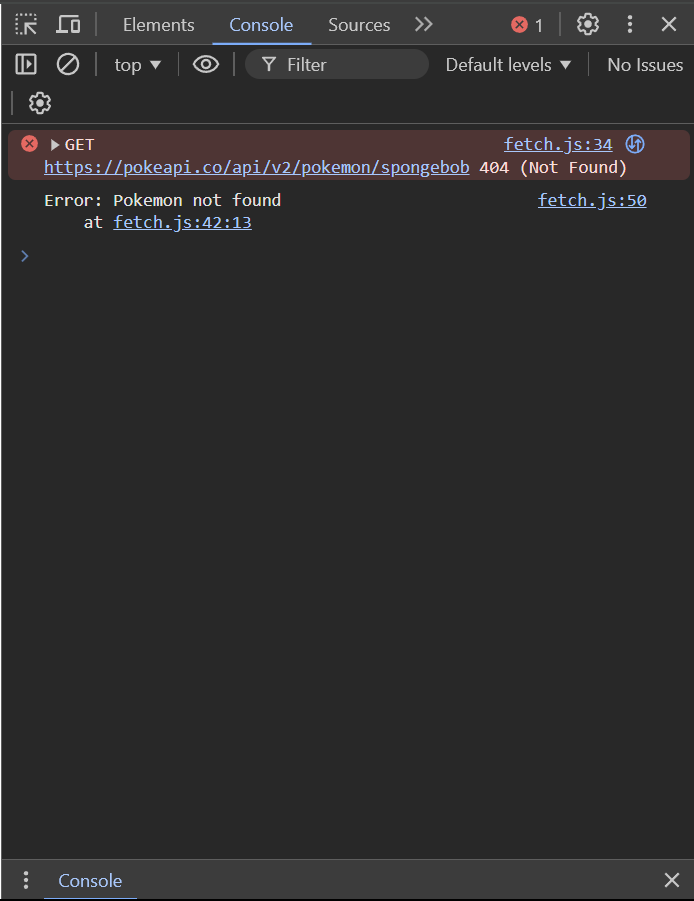 Elements Console Sources 1
top Filter Default levels No Issues
GET fetch.js:34
https://pokeapi.co/api/v2/pokemon/spongebob 404 (Not Found)
Error: Pokemon not found fetch.js:50
at fetch.js:42:13
Console